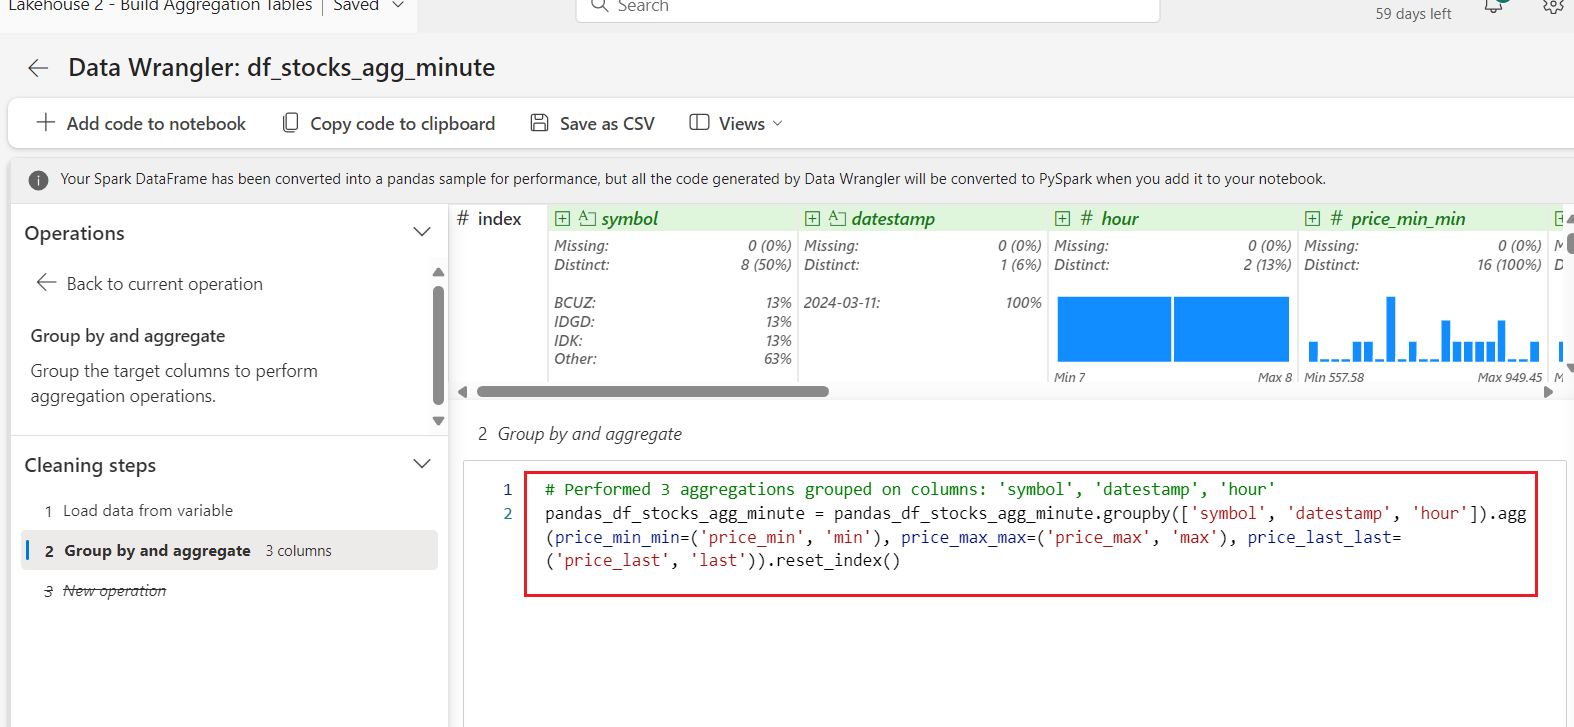 Lakehouse 2 - Build Aggregation Tables | Saved
Search
59 days left
Data Wrangler: df_stocks_agg_minute
Add code to notebook
Copy code to clipboard
Save as CSV
Views
Your Spark DataFrame has been converted into a pandas sample for performance, but all the code generated by Data Wrangler will be converted to PySpark when you add it to your notebook.
Operations
Back to current operation
Group by and aggregate
Group the target columns to perform
aggregation operations.
Cleaning steps
1 Load data from variable
2 Group by and aggregate 3 columns
3 New operation
# index
symbol
Missing: 0 (0%)
Distinct: 8 (50%)
BCUZ: 13%
IDGD: 13%
IDK: 13%
Other: 63%
datestamp
Missing: 0 (0%)
Distinct: 1 (6%)
2024-03-11: 100%
# hour
Missing: 0 (0%)
Distinct: 2 (13%)
Min 7 Max 8
# price_min_min
Missing: 0 (0%)
Distinct: 16 (100%)
Min 557.58 Max 949.45
2 Group by and aggregate
1 # Performed 3 aggregations grouped on columns: 'symbol', 'datestamp', 'hour'
2 pandas_df_stocks_agg_minute = pandas_df_stocks_agg_minute.groupby(['symbol', 'datestamp', 'hour']).agg
(price_min_min=('price_min', 'min'), price_max_max=('price_max', 'max'), price_last_last=
('price_last', 'last')).reset_index()